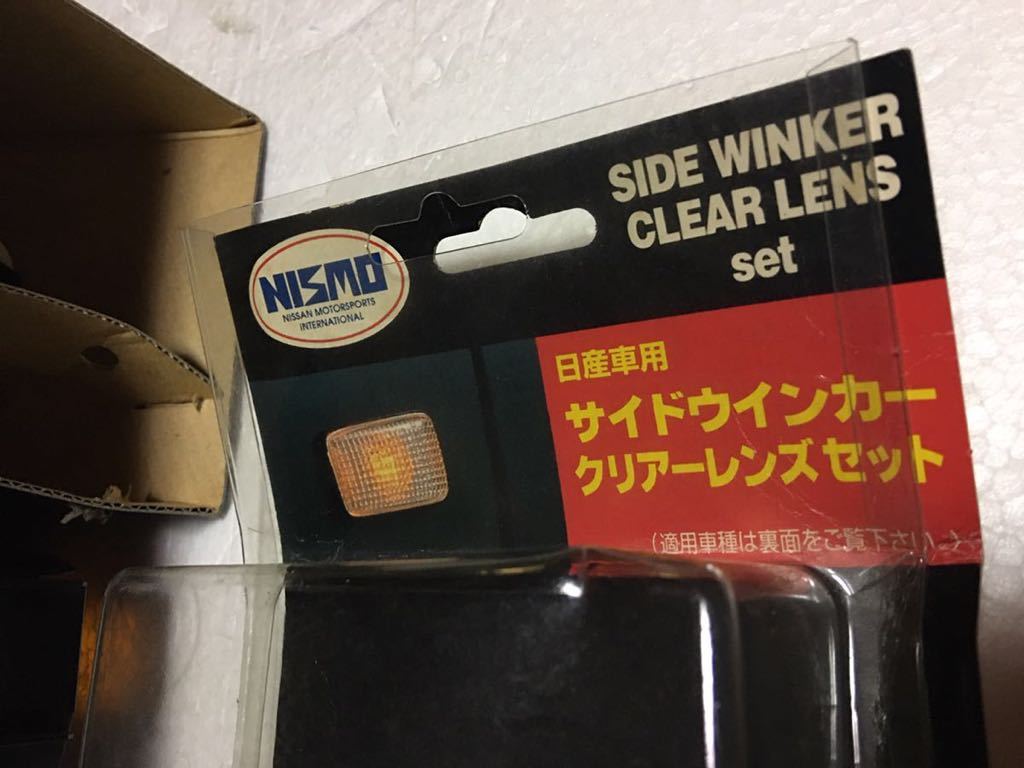 SIDE WINKER
CLEAR LENS
set
NISMO
NISSAN MOTORSPORTS
INTERNATIONAL
日産車用
サイドウインカー
クリアーレンズセット
(適用車種は裏面をご覧下さい。)